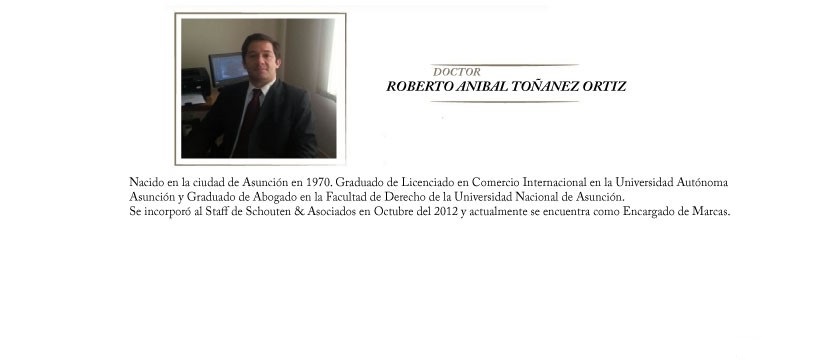 DOCTOR
ROBERTO ANIBAL TOÑANEZ ORTIZ
Nacido en la ciudad de Asunción en 1970. Graduado de Licenciado en Comercio Internacional en la Universidad Autónoma
Asunción y Graduado de Abogado en la Facultad de Derecho de la Universidad Nacional de Asunción.
Se incorporó al Staff de Schouten & Asociados en Octubre del 2012 y actualmente se encuentra como Encargado de Marcas.